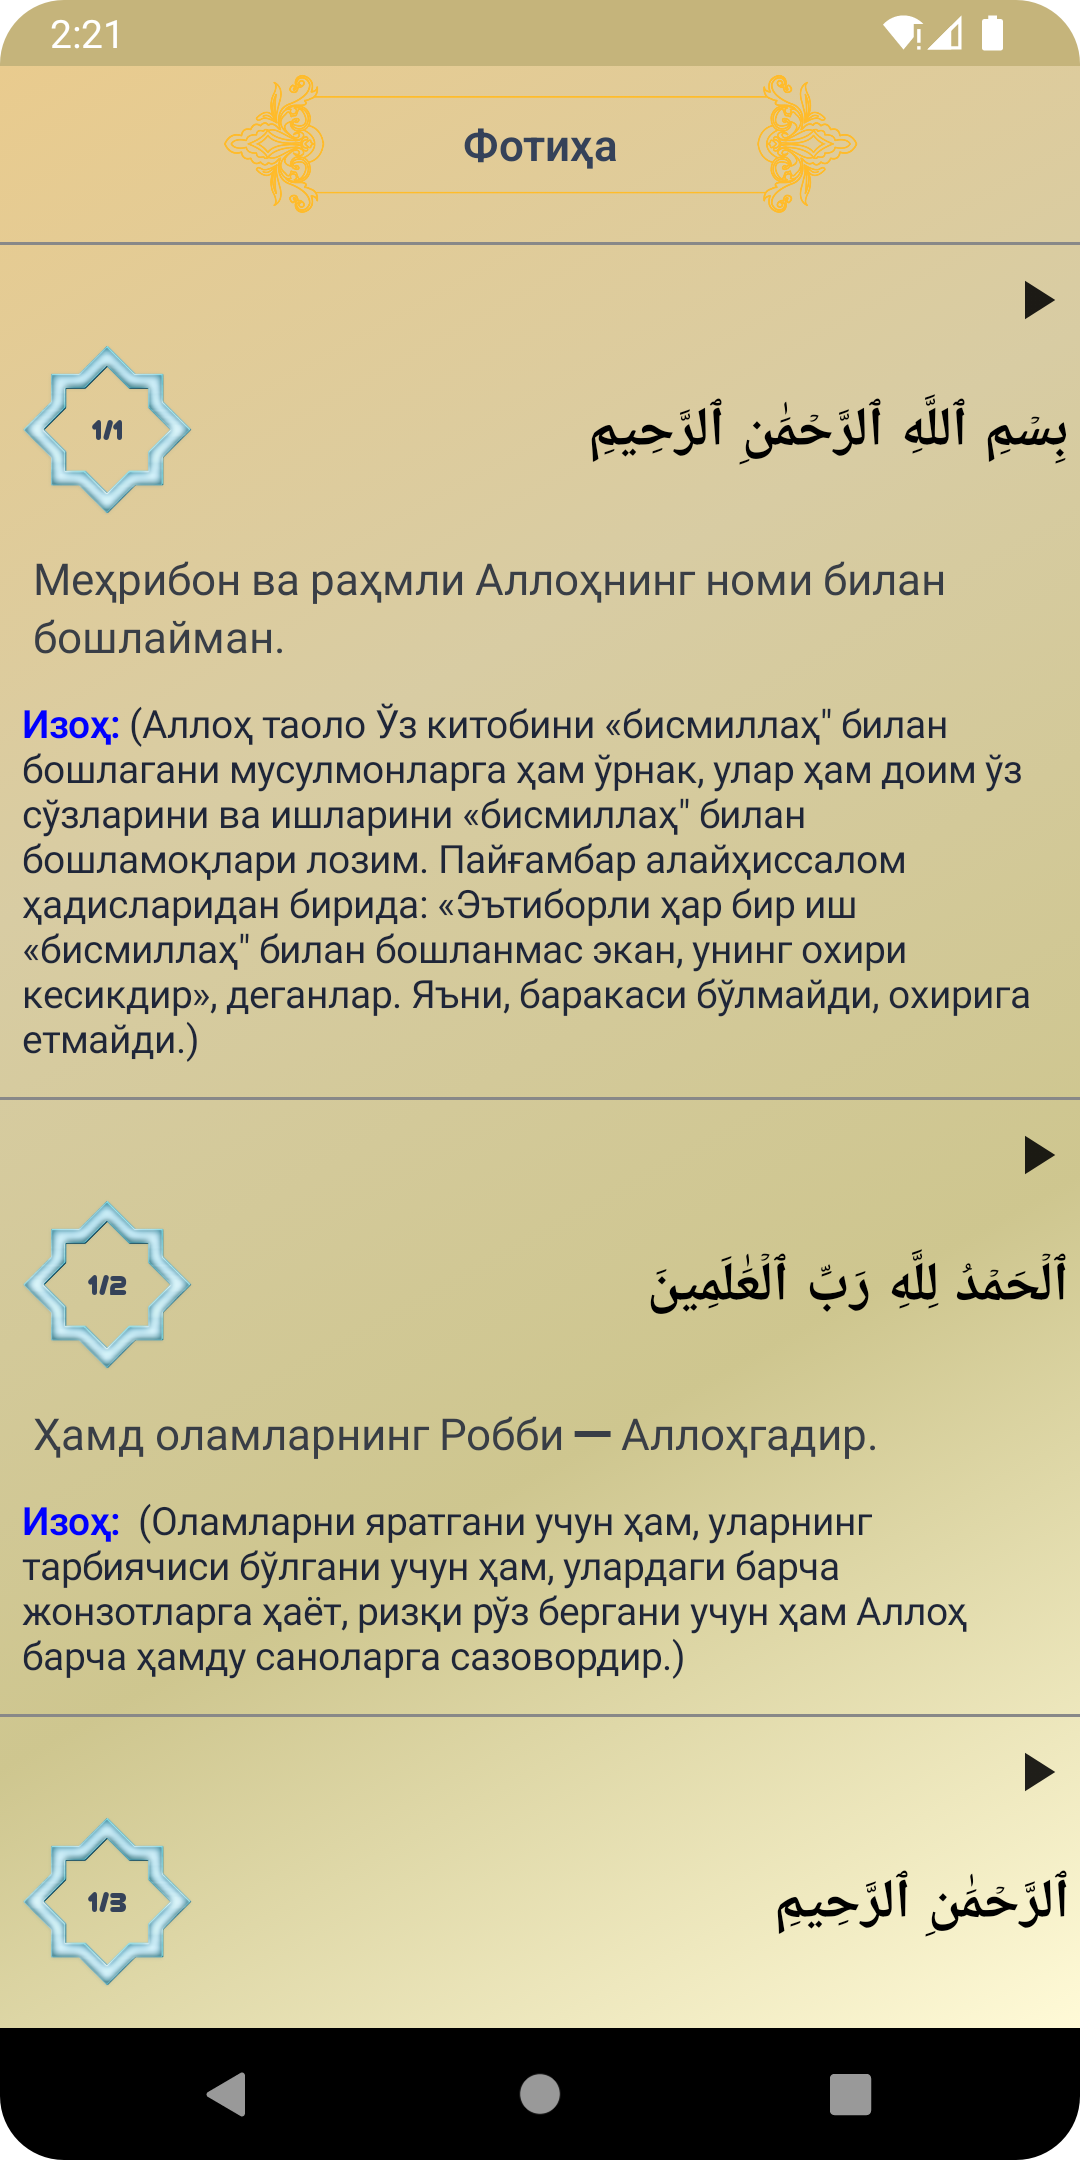 2:21
Фотиҳа
1/1
بِسْمِ ٱللَّهِ ٱلرَّحْمَٰنِ ٱلرَّحِيمِ
Меҳрибон ва раҳмли Аллоҳнинг номи билан
бошлайман.
Изоҳ: (Аллоҳ таоло Ўз китобини «бисмиллаҳ" билан
бошлагани мусулмонларга ҳам ўрнак, улар ҳам доим ўз
сўзларини ва ишларини «бисмиллаҳ" билан
бошламоқлари лозим. Пайғамбар алайҳиссалом
ҳадисларидан бирида: «Эътиборли ҳар бир иш
«бисмиллаҳ" билан бошланмас экан, унинг охири
кесикдир», деганлар. Яъни, баракаси бўлмайди, охирига
етмайди.)
1/2
ٱلْحَمْدُ لِلَّهِ رَبِّ ٱلْعَٰلَمِينَ
Ҳамд оламларнинг Робби — Аллоҳгадир.
Изоҳ: (Оламларни яратгани учун ҳам, уларнинг
тарбиячиси бўлгани учун ҳам, улардаги барча
жонзотларга ҳаёт, ризқи рўз бергани учун ҳам Аллоҳ
барча ҳамду саноларга сазовордир.)
1/3
ٱلرَّحْمَٰنِ ٱلرَّحِيمِ